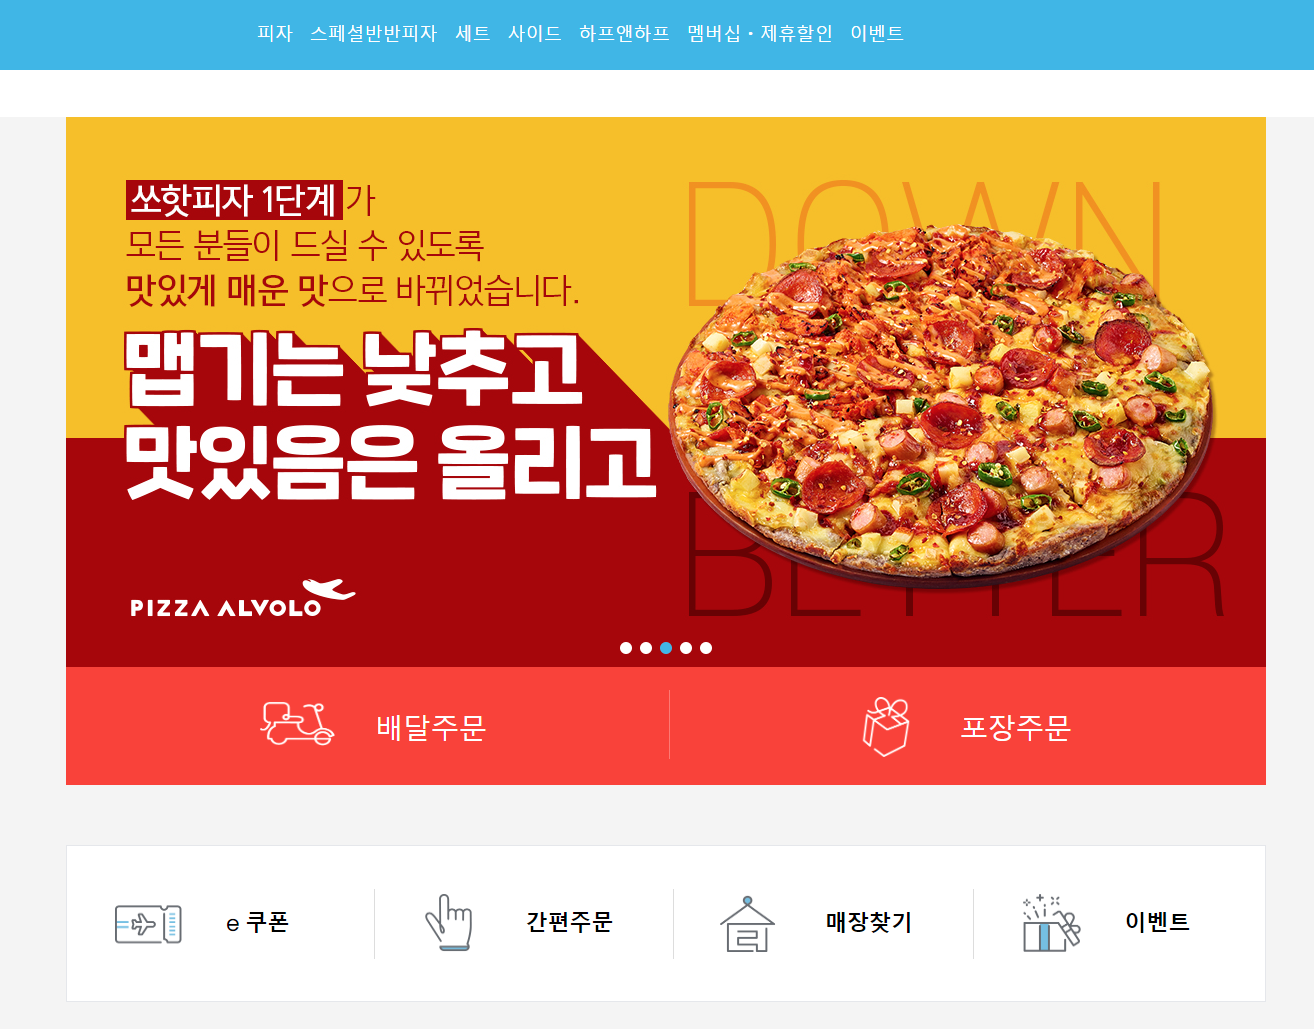 피자 스페셜반반피자 세트 사이드 하프앤하프 멤버십·제휴할인 이벤트
쏘핫피자 1단계가
모든 분들이 드실 수 있도록
맛있게 매운 맛으로 바뀌었습니다.
맵기는 낮추고
맛있음은 올리고
DOWN
BETTER
PIZZA ALVOLO
배달주문 포장주문
e 쿠폰 간편주문 매장찾기 이벤트